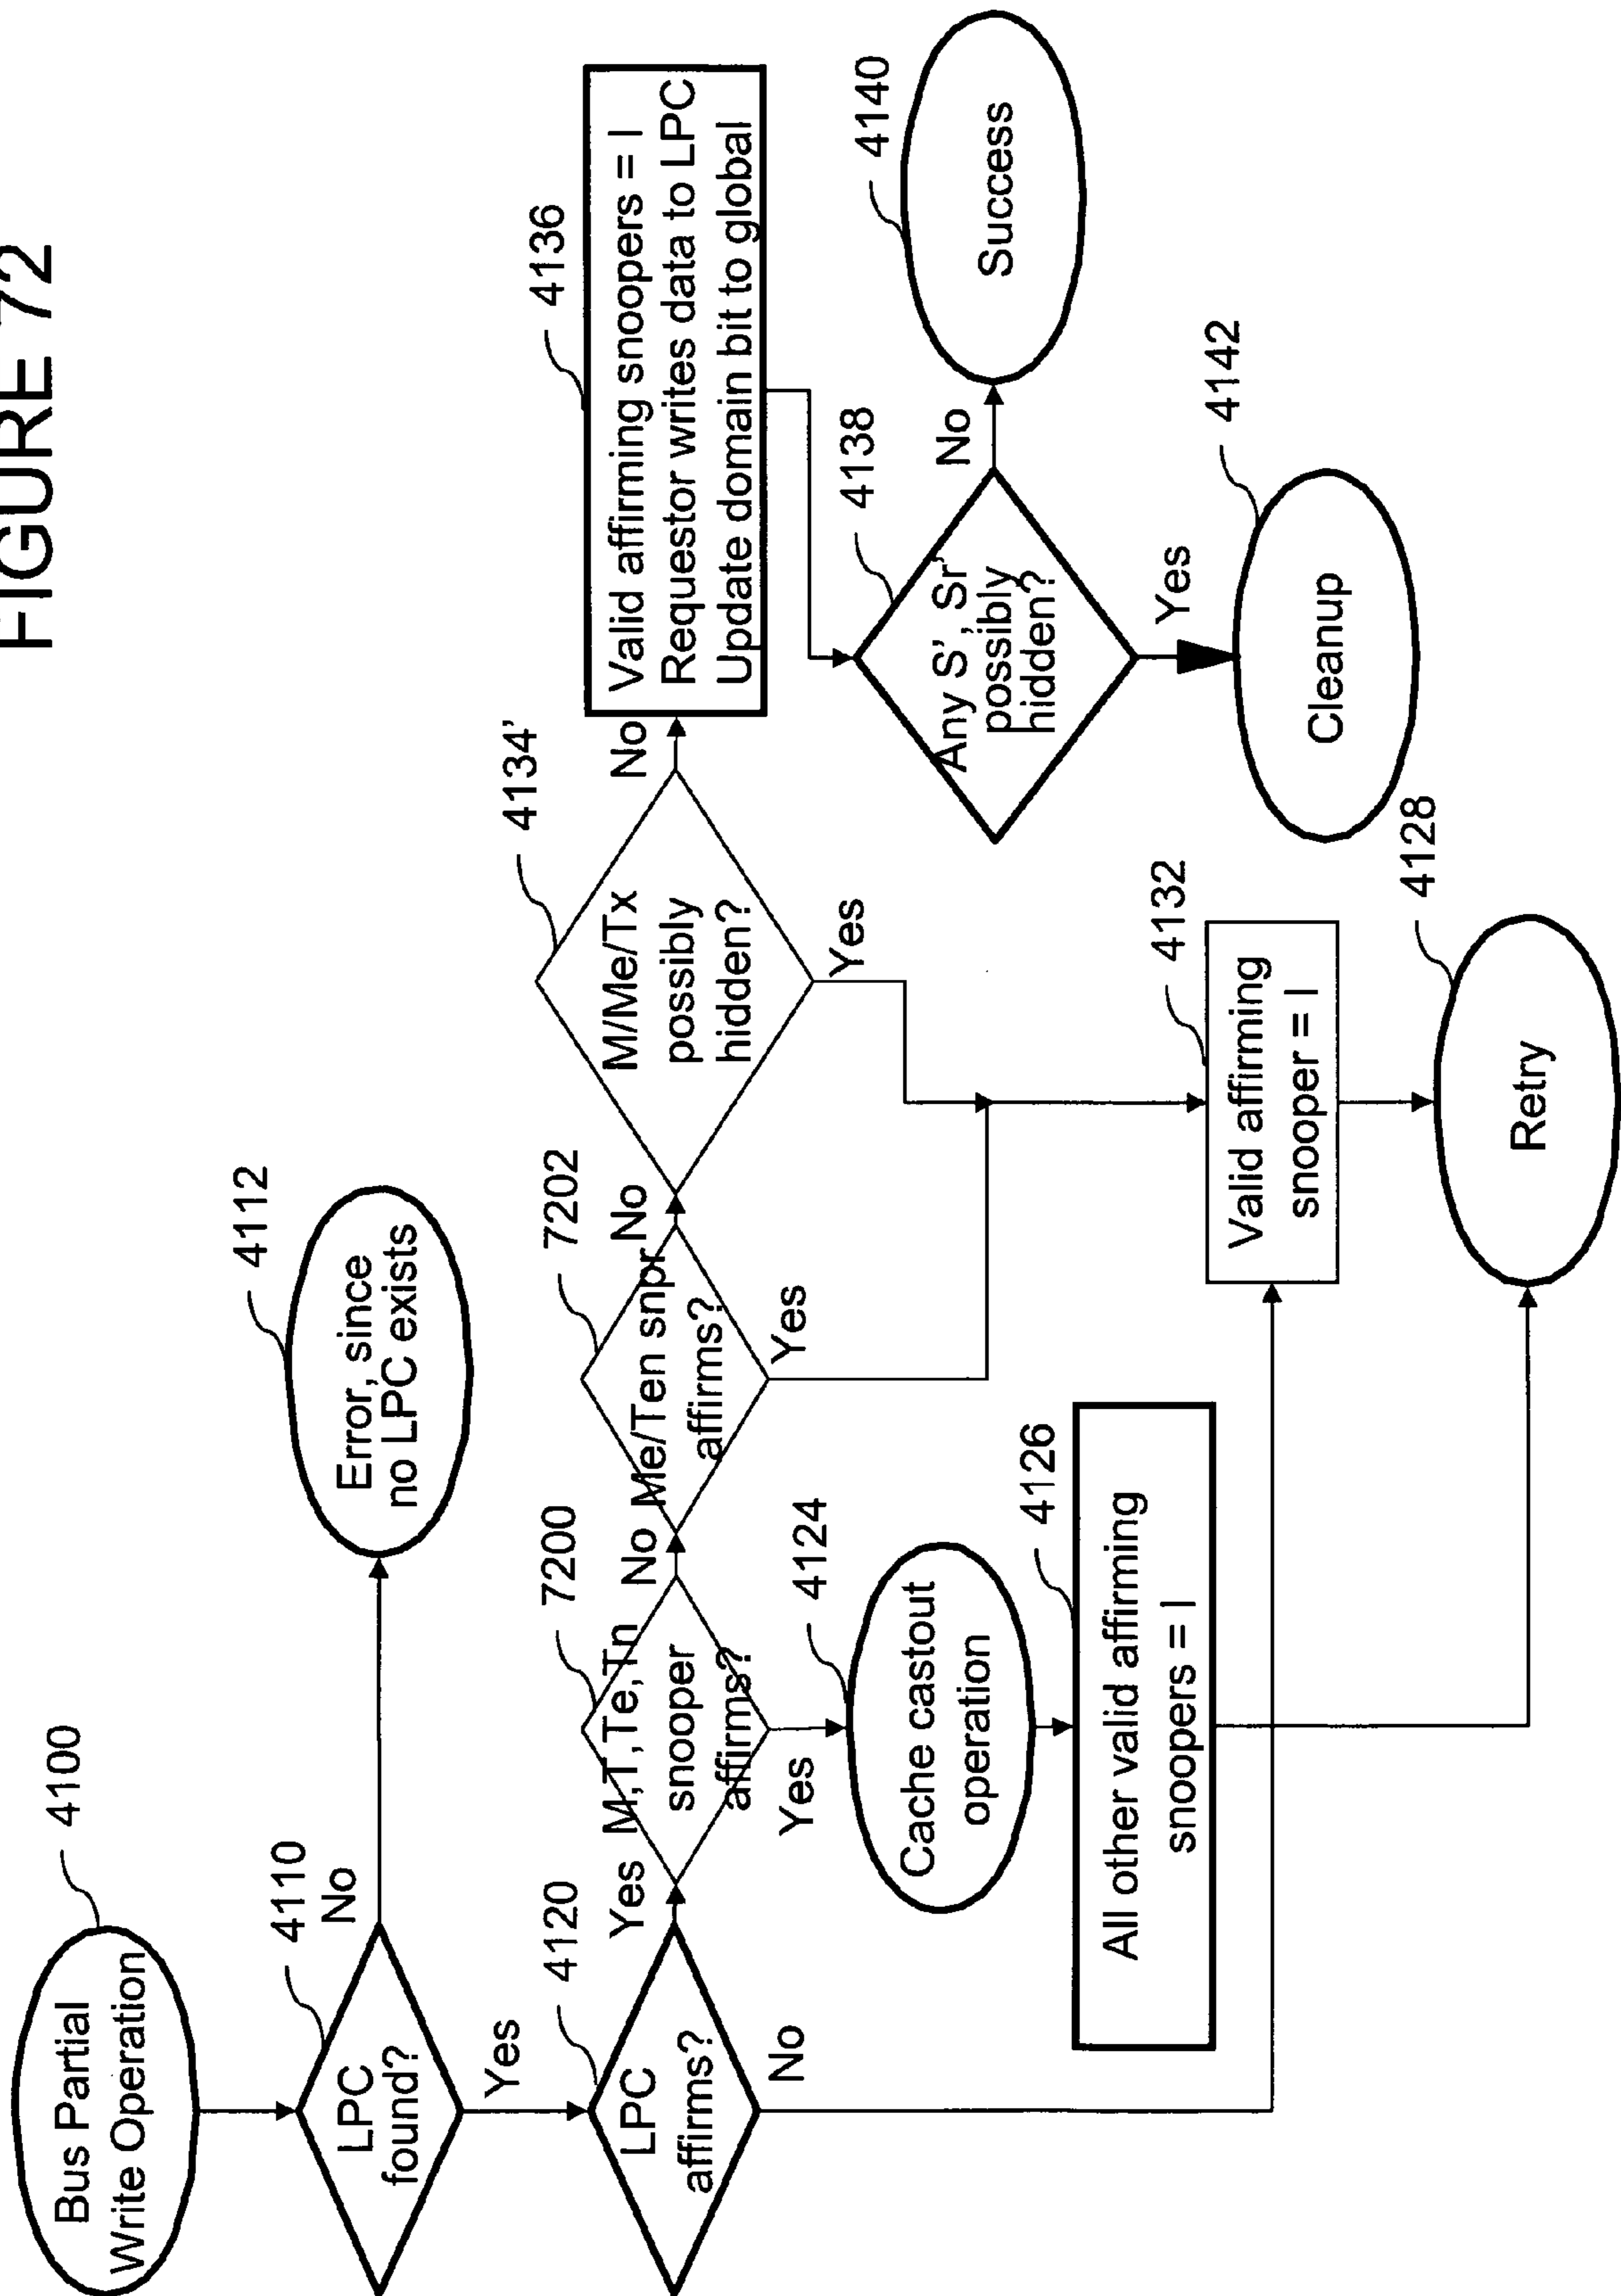 FIGURE 72
4100
Bus Partial
Write Operation
4110
LPC
found?
No
Yes
4112
Error, since
no LPC exists
4120
LPC
affirms?
Yes
No
7200
M,T,Te,Tn
snooper
affirms?
No
Yes
4124
Cache castout
operation
4126
All other valid affirming
snoopers = I
7202
Me/Ten snpr
affirms?
No
Yes
4134'
M/Me/Tx
possibly
hidden?
No
Yes
4132
Valid affirming
snooper = I
4128
Retry
4136
Valid affirming snoopers = I
Requestor writes data to LPC
Update domain bit to global
4138
Any S', Sr'
possibly
hidden?
No
Yes
4140
Success
4142
Cleanup